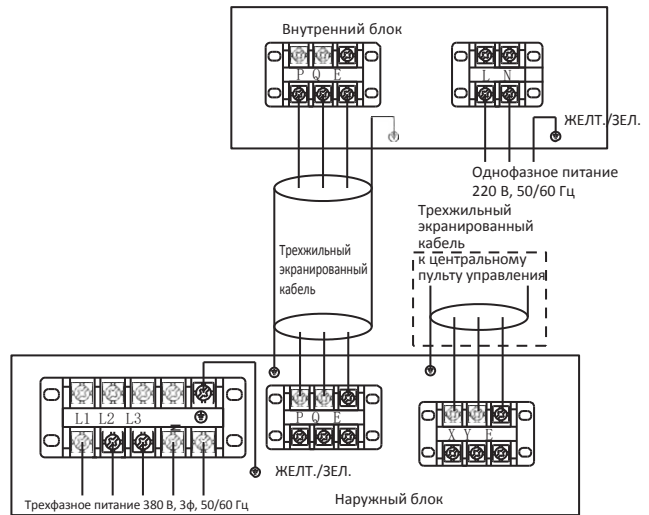 Внутренний блок
P Q E
L N
ЖЕЛТ./ЗЕЛ.
Однофазное питание
220 В, 50/60 Гц
Трехжильный
экранированный
кабель
к центральному
пульту управления
Трехжильный
экранированный
кабель
L1 L2 L3
P Q E
X Y E
ЖЕЛТ./ЗЕЛ.
Трехфазное питание 380 В, 3ф, 50/60 Гц
Наружный блок